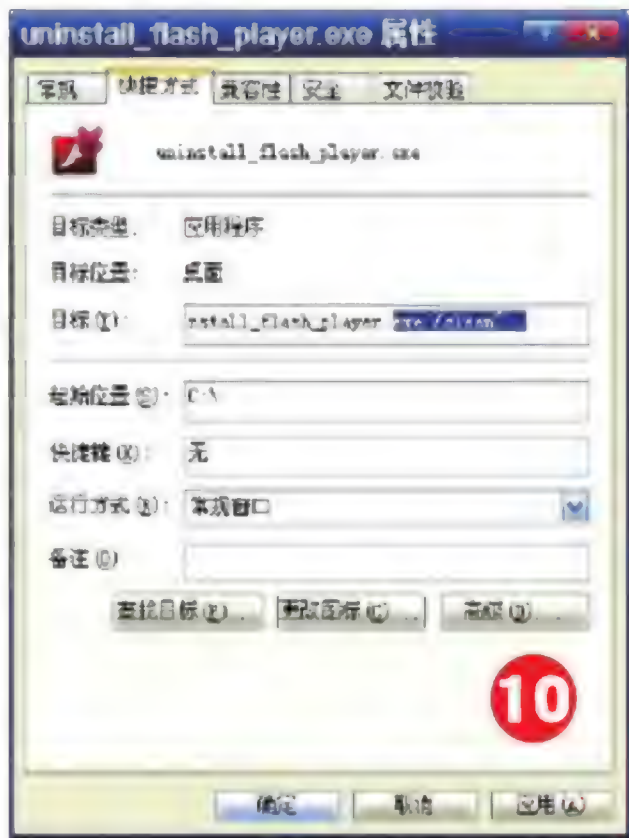 uninstall_flash_player.exe 属性
常规 快捷方式 兼容性 安全 文件校验
uninstall_flash_player.exe
目标类型: 应用程序
目标位置: 桌面
目标(T): nstall_flash_player.exe /clean
起始位置(S): C:\
快捷键(K): 无
运行方式(R): 常规窗口
备注(O)
查找目标(F)... 更改图标(C)... 高级(D)...
10
确定 取消 应用(A)